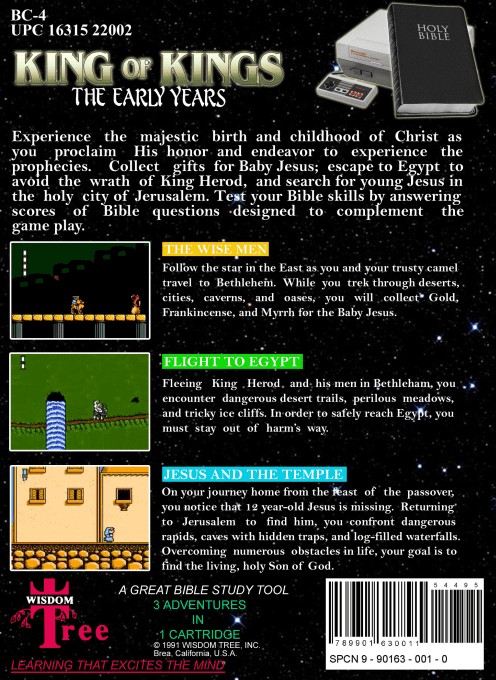 BC-4
UPC 16315 22002
KING OF KINGS
THE EARLY YEARS
HOLY
BIBLE
Experience the majestic birth and childhood of Christ as
you proclaim His honor and endeavor to experience the
prophecies. Collect gifts for Baby Jesus; escape to Egypt to
avoid the wrath of King Herod, and search for young Jesus in
the holy city of Jerusalem. Test your Bible skills by answering
scores of Bible questions designed to complement the
game play.
THE WISE MEN
Follow the star in the East as you and your trusty camel
travel to Bethlehem. While you trek through deserts,
cities, caverns, and oases, you will collect Gold,
Frankincense, and Myrrh for the Baby Jesus.
FLIGHT TO EGYPT
Fleeing King Herod and his men in Bethleham, you
encounter dangerous desert trails, perilous meadows,
and tricky ice cliffs. In order to safely reach Egypt, you
must stay out of harm's way.
JESUS AND THE TEMPLE
On your journey home from the feast of the passover,
you notice that 12 year-old Jesus is missing. Returning
to Jerusalem to find him, you confront dangerous
rapids, caves with hidden traps, and log-filled waterfalls.
Overcoming numerous obstacles in life, your goal is to
find the living, holy Son of God.
WISDOM
Tree
LEARNING THAT EXCITES THE MIND
A GREAT BIBLE STUDY TOOL
3 ADVENTURES
IN
1 CARTRIDGE
© 1991 WISDOM TREE, INC.
Brea, California, U.S.A.
54495
789901 630011
SPCN 9 - 90163 - 001 - 0